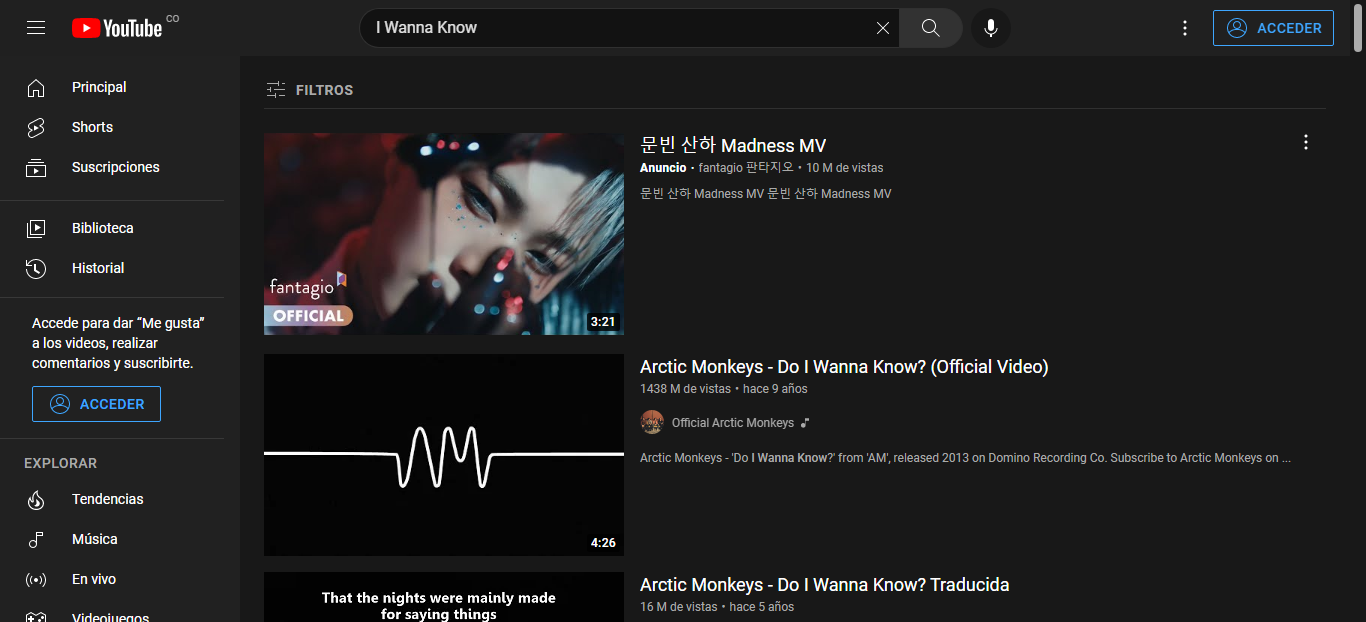 YouTube CO
I Wanna Know
ACCEDER
Principal
Shorts
Suscripciones
Biblioteca
Historial
Accede para dar “Me gusta”
a los videos, realizar
comentarios y suscribirte.
ACCEDER
EXPLORAR
Tendencias
Música
En vivo
Videojuegos
FILTROS
fantagio
OFFICIAL
3:21
문빈 산하 Madness MV
Anuncio • fantagio 판타지오 • 10 M de vistas
문빈 산하 Madness MV 문빈 산하 Madness MV
4:26
Arctic Monkeys - Do I Wanna Know? (Official Video)
1438 M de vistas • hace 9 años
Official Arctic Monkeys
Arctic Monkeys - 'Do I Wanna Know?' from 'AM', released 2013 on Domino Recording Co. Subscribe to Arctic Monkeys on ...
That the nights were mainly made
for saying things
Arctic Monkeys - Do I Wanna Know? Traducida
16 M de vistas • hace 5 años